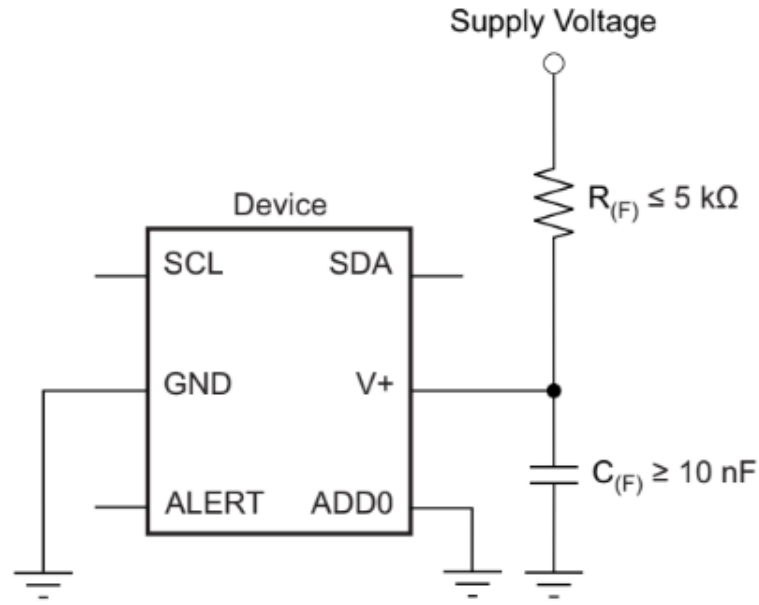 Supply Voltage
R(F) ≤ 5 kΩ
Device
SCL
SDA
GND
V+
C(F) ≥ 10 nF
ALERT
ADD0